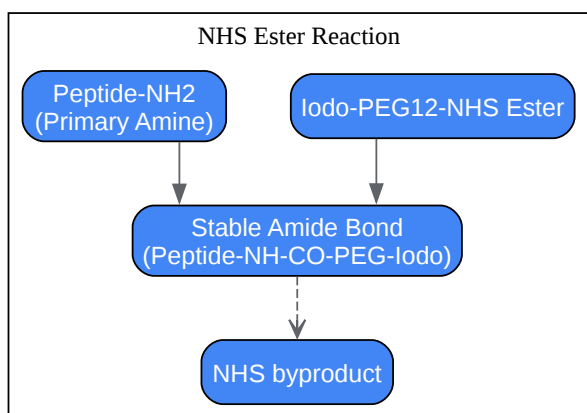 NHS Ester Reaction
Peptide-NH2
(Primary Amine)
Iodo-PEG12-NHS Ester
Stable Amide Bond
(Peptide-NH-CO-PEG-Iodo)
NHS byproduct